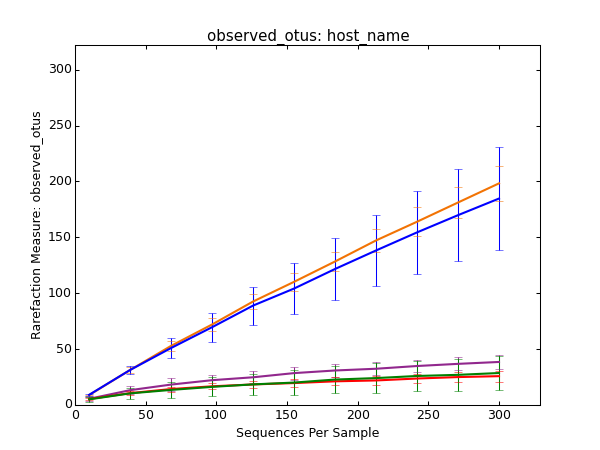 observed_otus: host_name
300
250
200
150
100
50
0
0 50 100 150 200 250 300
Rarefaction Measure: observed_otus
Sequences Per Sample